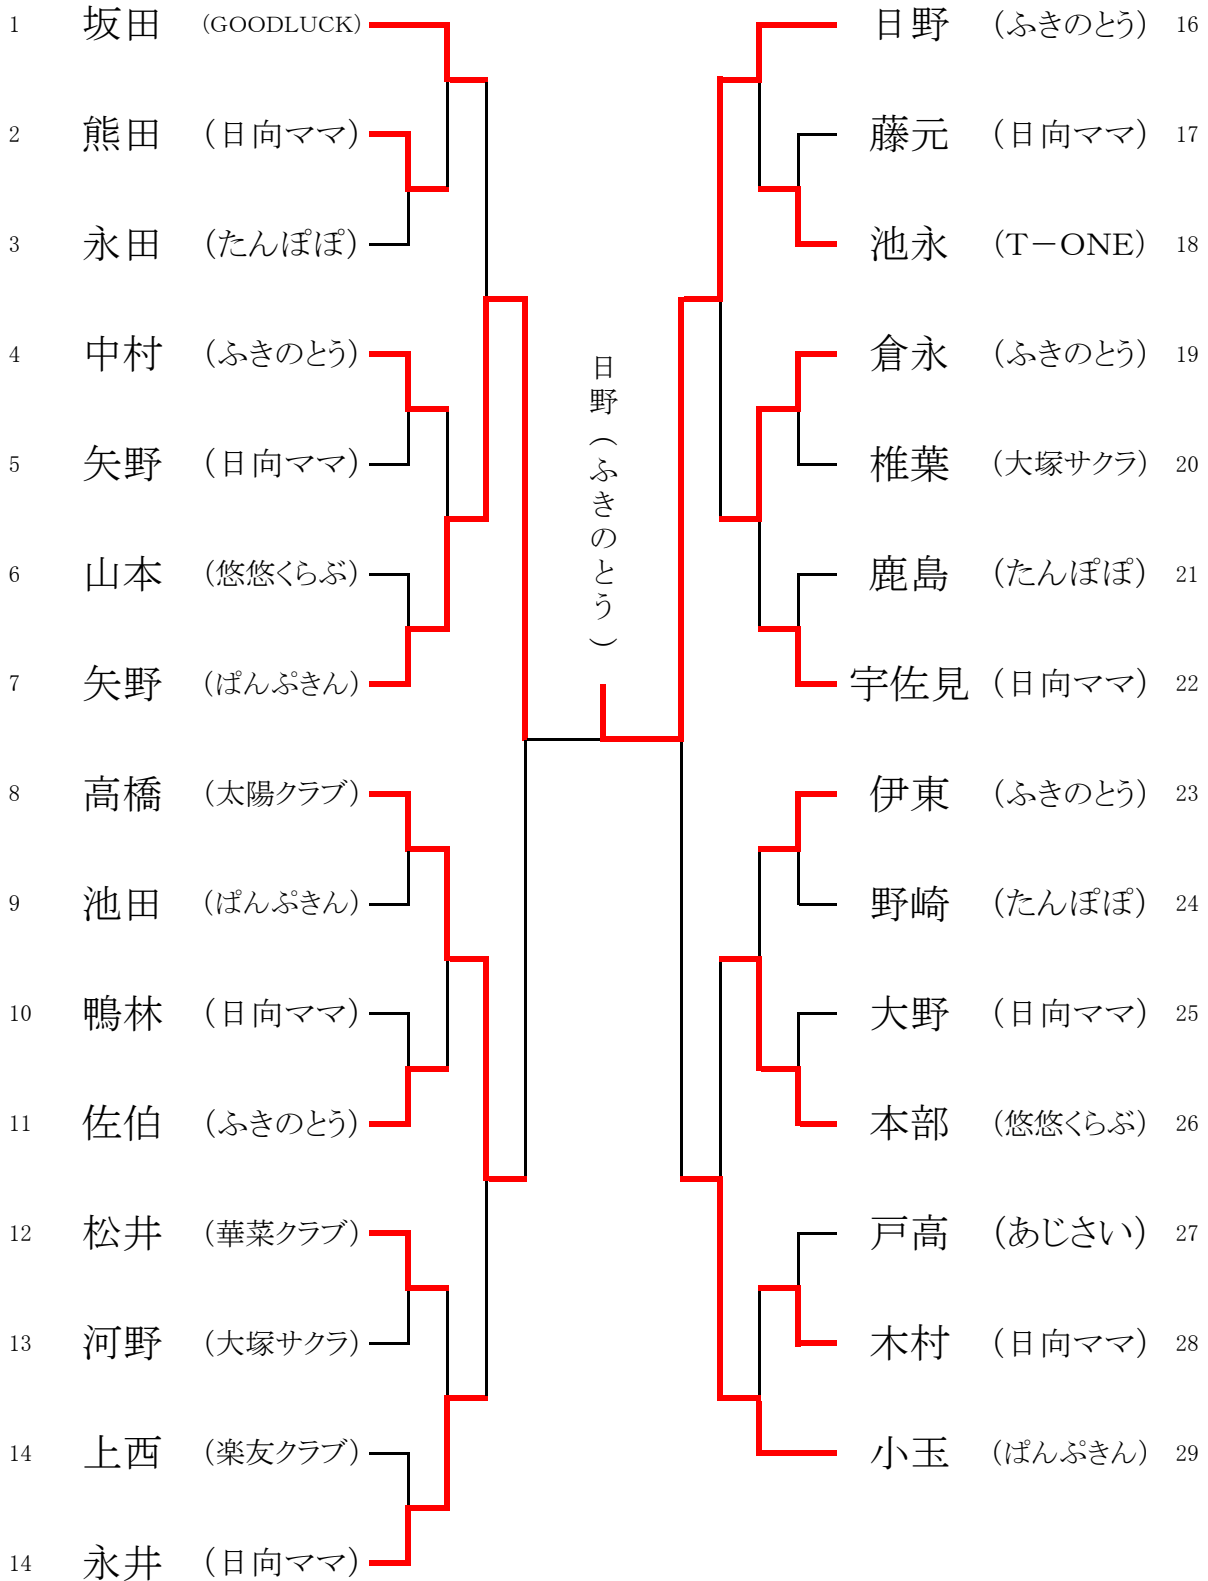 1 坂田 (GOODLUCK)
2 熊田 (日向ママ)
3 永田 (たんぽぽ)
4 中村 (ふきのとう)
5 矢野 (日向ママ)
6 山本 (悠悠くらぶ)
7 矢野 (ぱんぷきん)
8 高橋 (太陽クラブ)
9 池田 (ぱんぷきん)
10 鴨林 (日向ママ)
11 佐伯 (ふきのとう)
12 松井 (華菜クラブ)
13 河野 (大塚サクラ)
14 上西 (楽友クラブ)
14 永井 (日向ママ)
日野(ふきのとう)
日野 (ふきのとう) 16
藤元 (日向ママ) 17
池永 (T－ONE) 18
倉永 (ふきのとう) 19
椎葉 (大塚サクラ) 20
鹿島 (たんぽぽ) 21
宇佐見 (日向ママ) 22
伊東 (ふきのとう) 23
野崎 (たんぽぽ) 24
大野 (日向ママ) 25
本部 (悠悠くらぶ) 26
戸高 (あじさい) 27
木村 (日向ママ) 28
小玉 (ぱんぷきん) 29